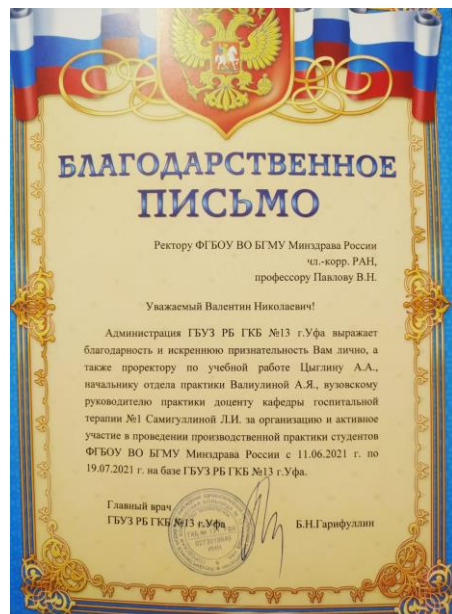 БЛАГОДАРСТВЕННОЕ
ПИСЬМО
Ректору ФГБОУ ВО БГМУ Минздрава России
чл.-корр. РАН,
профессору Павлову В.Н.
Уважаемый Валентин Николаевич!
Администрация ГБУЗ РБ ГКБ №13 г.Уфа выражает
благодарность и искреннюю признательность Вам лично, а
также проректору по учебной работе Цыглину А.А.,
начальнику отдела практики Валиулиной А.Я., вузовскому
руководителю практики доценту кафедры госпитальной
терапии №1 Самигуллиной Л.И. за организацию и активное
участие в проведении производственной практики студентов
ФГБОУ ВО БГМУ Минздрава России с 11.06.2021 г. по
19.07.2021 г. на базе ГБУЗ РБ ГКБ №13 г.Уфа.
Главный врач
ГБУЗ РБ ГКБ №13 г.Уфа Б.Н.Гарифуллин